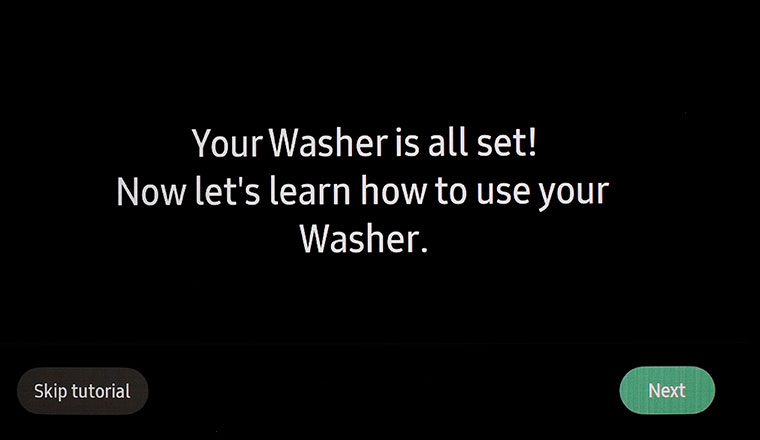 Your Washer is all set!
Now let's learn how to use your
Washer.
Skip tutorial
Next